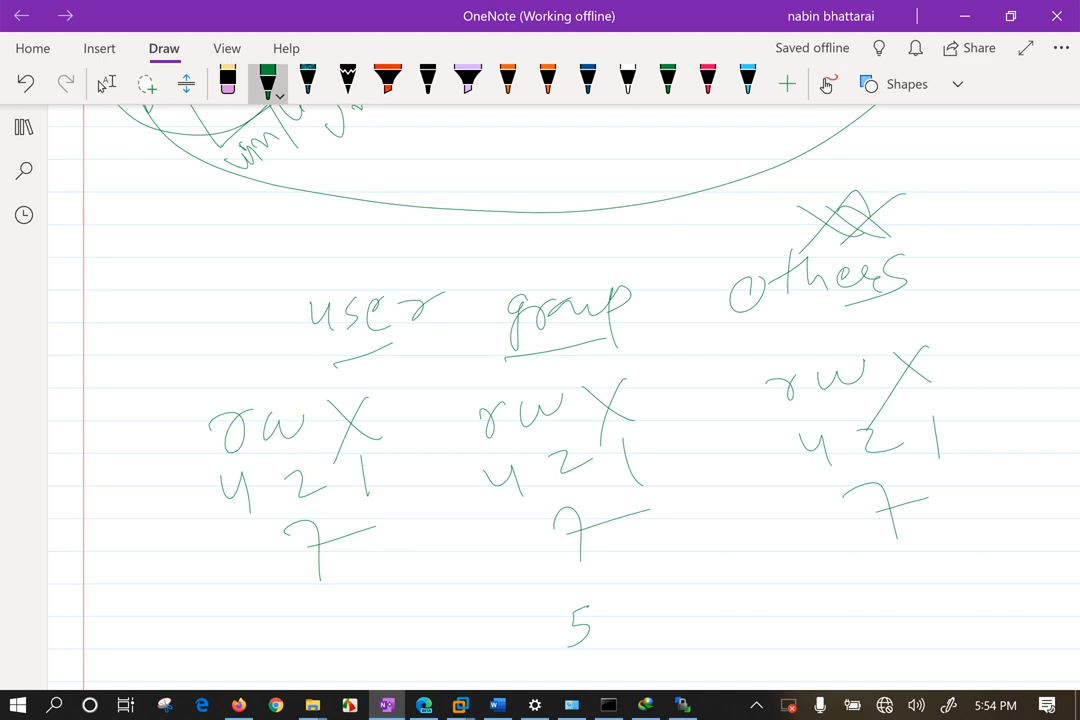 OneNote (Working offline)
nabin bhattarai
Home Insert Draw View Help
Saved offline
Share
Shapes
user group others
r w x r w x r w x
4 2 1 4 2 1 4 2 1
7 7 7
5
5:54 PM